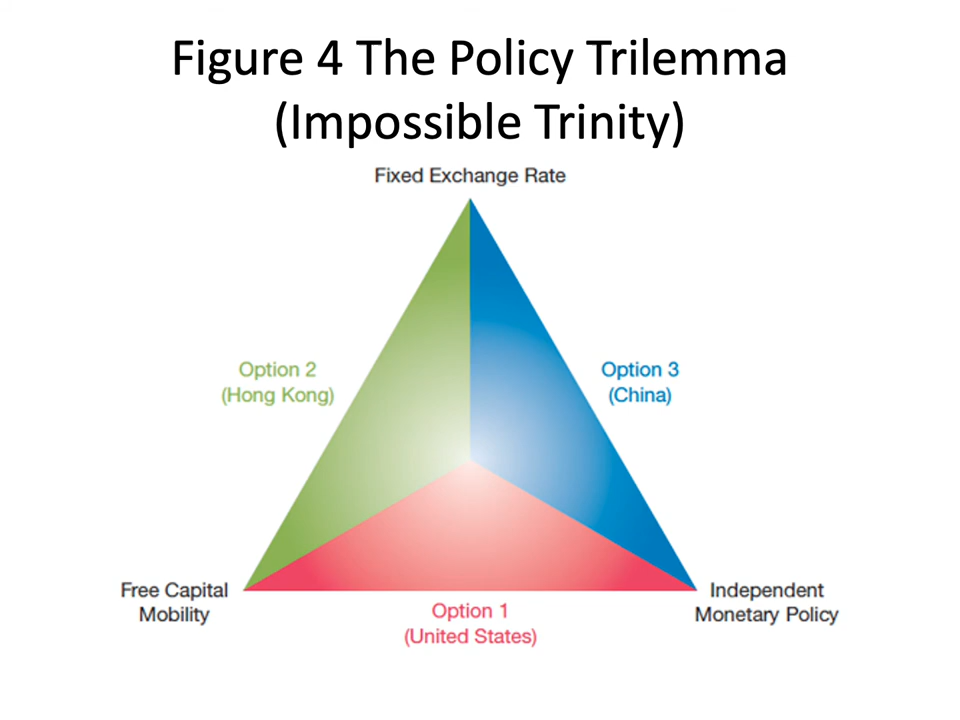 Figure 4 The Policy Trilemma
(Impossible Trinity)
Fixed Exchange Rate
Option 2
(Hong Kong)
Option 3
(China)
Free Capital
Mobility
Option 1
(United States)
Independent
Monetary Policy